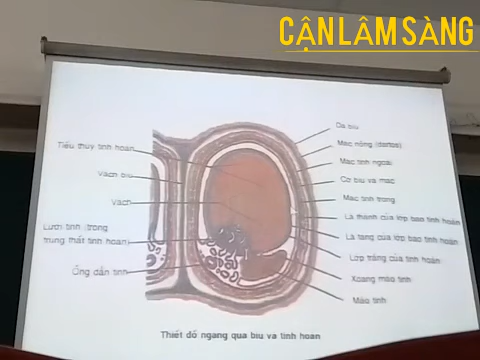 CẬN LÂM SÀNG
Da bìu
Mạc nông (dartos)
Mạc tinh ngoài
Cơ bìu và mạc
Mạc tinh trong
Lá thành của lớp bao tinh hoàn
Lá tạng của lớp bao tinh hoàn
Lớp trắng của tinh hoàn
Xoang mào tinh
Mào tinh
Tiểu thùy tinh hoàn
Vách bìu
Vách
Lưới tinh (trong
trung thất tinh hoàn)
Ống dẫn tinh
Thiết đồ ngang qua bìu và tinh hoàn